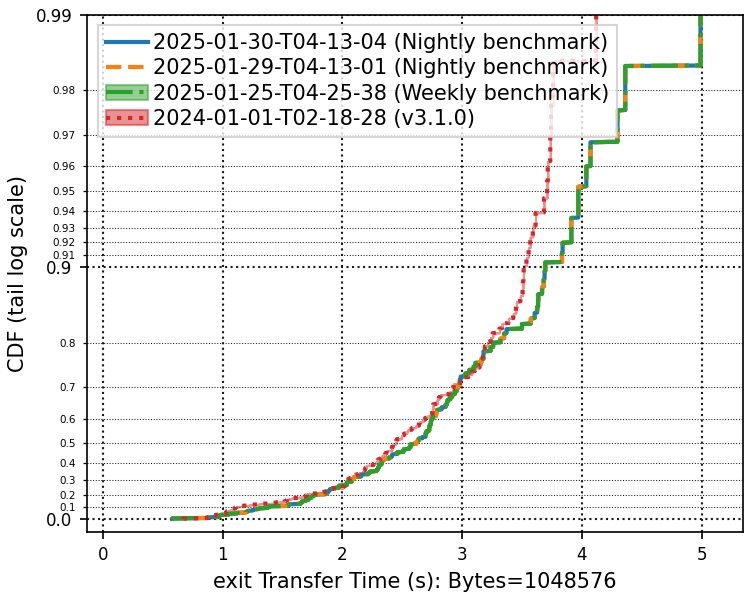 0.99
2025-01-30-T04-13-04 (Nightly benchmark)
2025-01-29-T04-13-01 (Nightly benchmark)
2025-01-25-T04-25-38 (Weekly benchmark)
2024-01-01-T02-18-28 (v3.1.0)
0.98
0.97
0.96
0.95
0.94
0.93
0.92
0.91
0.9
0.8
0.7
0.6
0.5
0.4
0.3
0.2
0.1
0.0
CDF (tail log scale)
0 1 2 3 4 5
exit Transfer Time (s): Bytes=1048576